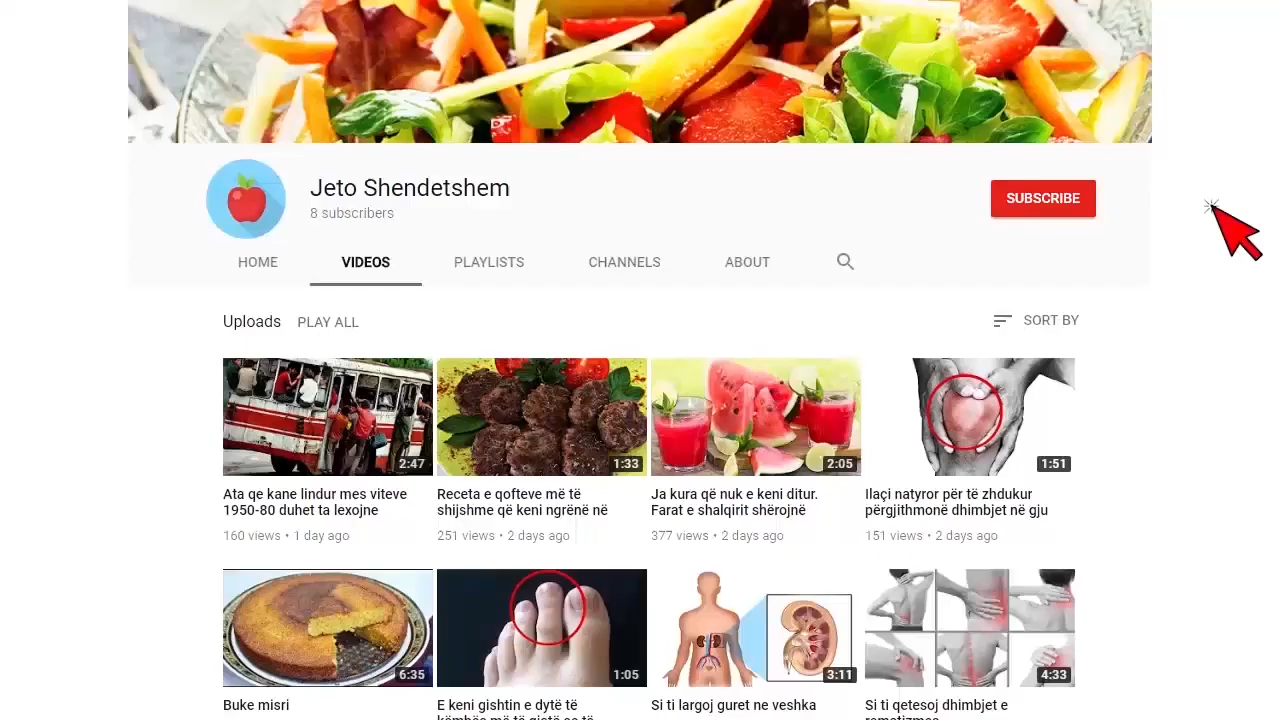 Jeto Shendetshem
8 subscribers
SUBSCRIBE
HOME VIDEOS PLAYLISTS CHANNELS ABOUT
Uploads PLAY ALL SORT BY
2:47 1:33 2:05 1:51
Ata qe kane lindur mes viteve
1950-80 duhet ta lexojne
160 views • 1 day ago
Receta e qofteve më të
shijshme që keni ngrënë në
251 views • 2 days ago
Ja kura që nuk e keni ditur.
Farat e shalqirit shërojnë
377 views • 2 days ago
Ilaçi natyror për të zhdukur
përgjithmonë dhimbjet në gju
151 views • 2 days ago
6:35 1:05 3:11 4:33
Buke misri
E keni gishtin e dytë të
Si ti largoj guret ne veshka
Si ti qetesoj dhimbjet e